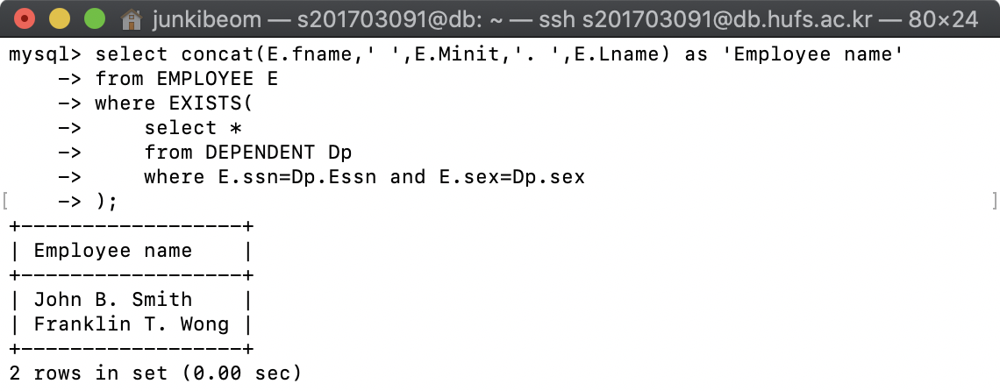 junkibeom — s201703091@db: ~ — ssh s201703091@db.hufs.ac.kr — 80×24
mysql> select concat(E.fname,' ',E.Minit,'. ',E.Lname) as 'Employee name'
    -> from EMPLOYEE E
    -> where EXISTS(
    ->     select *
    ->     from DEPENDENT Dp
    ->     where E.ssn=Dp.Essn and E.sex=Dp.sex
[    -> ); ]
+------------------+
| Employee name    |
+------------------+
| John B. Smith    |
| Franklin T. Wong |
+------------------+
2 rows in set (0.00 sec)